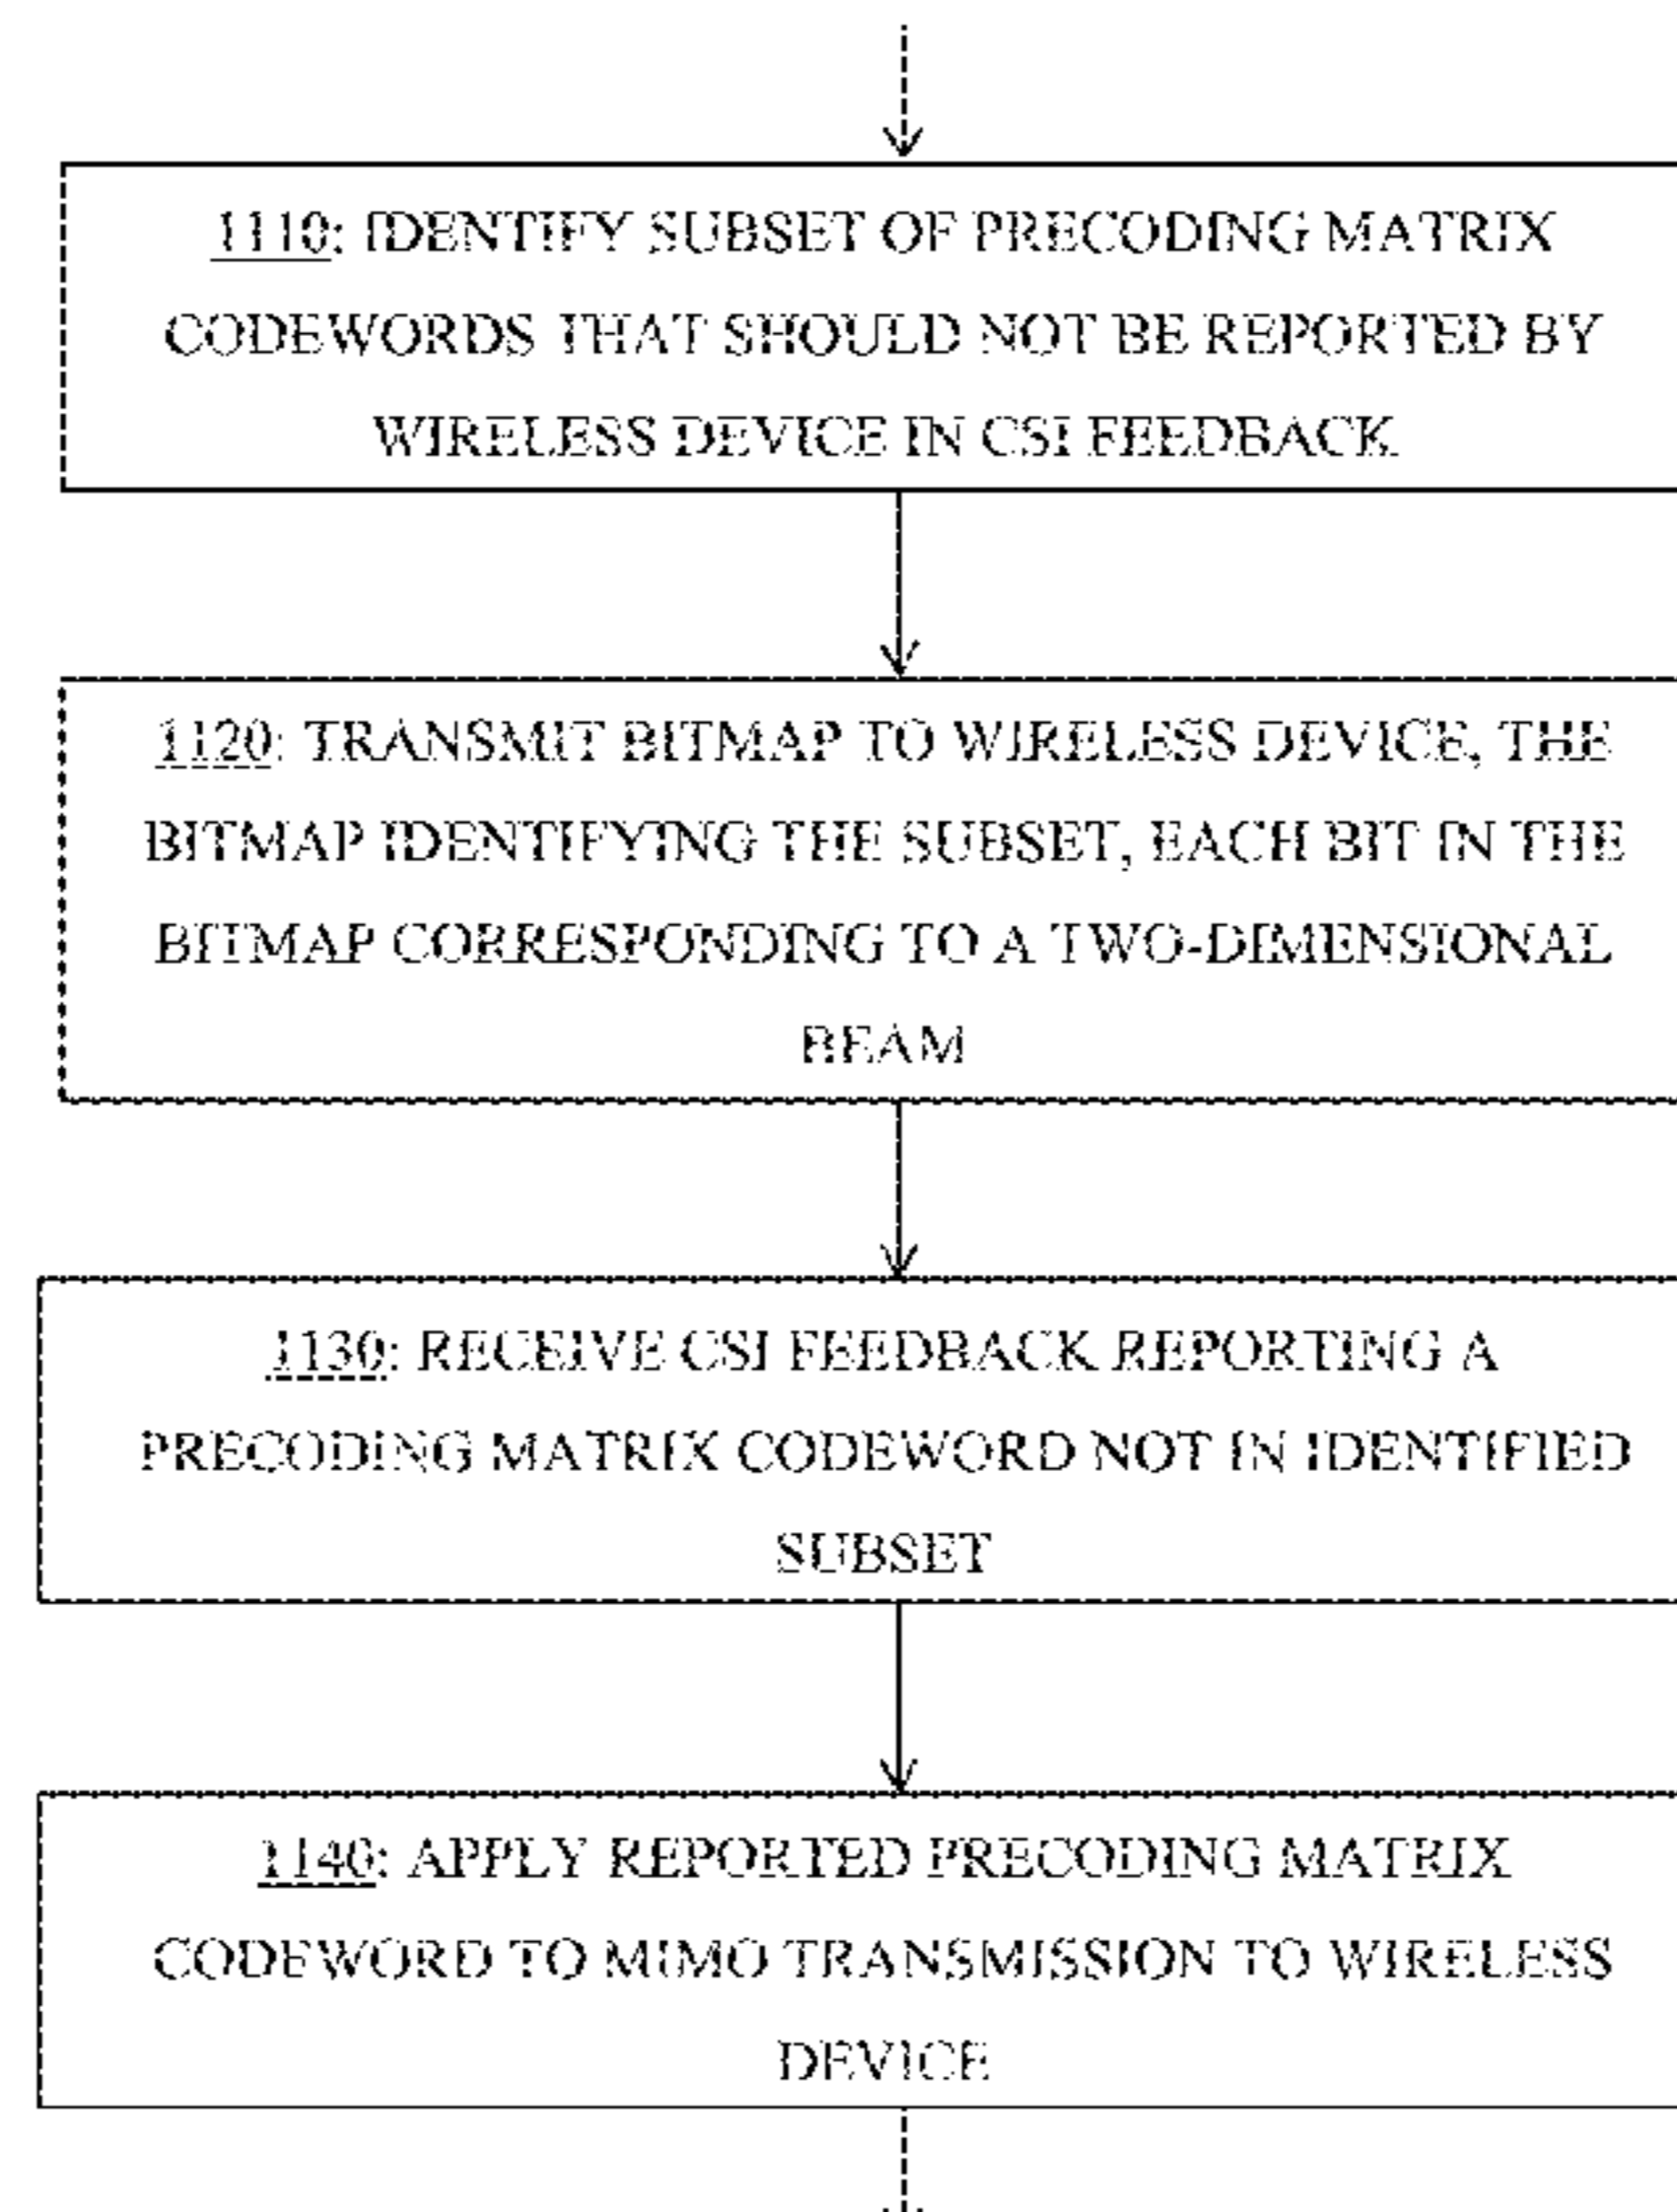 1110: IDENTIFY SUBSET OF PRECODING MATRIX
CODEWORDS THAT SHOULD NOT BE REPORTED BY
WIRELESS DEVICE IN CSI FEEDBACK
1120: TRANSMIT BITMAP TO WIRELESS DEVICE, THE
BITMAP IDENTIFYING THE SUBSET, EACH BIT IN THE
BITMAP CORRESPONDING TO A TWO-DIMENSIONAL
BEAM
1130: RECEIVE CSI FEEDBACK REPORTING A
PRECODING MATRIX CODEWORD NOT IN IDENTIFIED
SUBSET
1140: APPLY REPORTED PRECODING MATRIX
CODEWORD TO MIMO TRANSMISSION TO WIRELESS
DEVICE